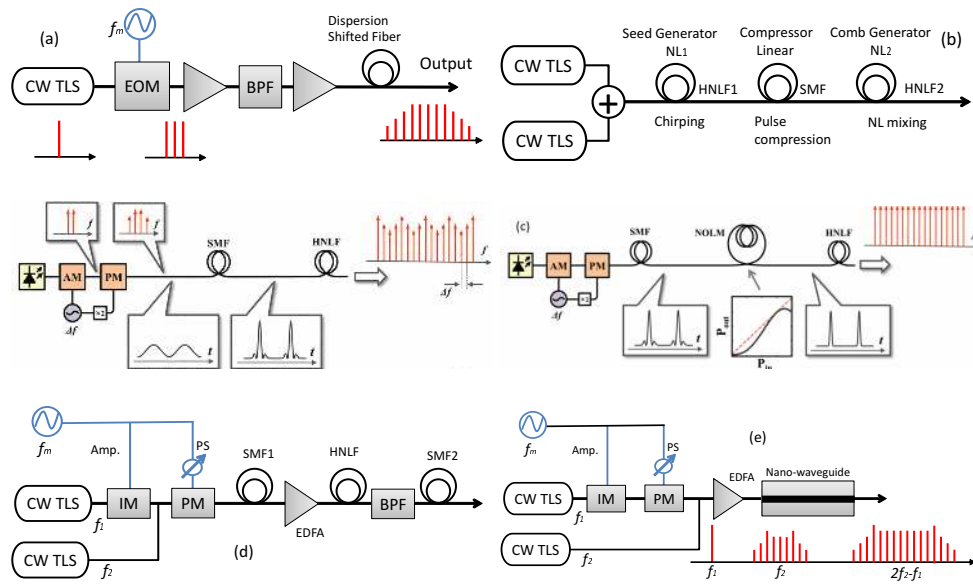 (a)
fm
CW TLS
EOM
BPF
Dispersion
Shifted Fiber
Output
(b)
CW TLS
CW TLS
Seed Generator
NL1
HNLF1
Chirping
Compressor
Linear
SMF
Pulse
compression
Comb Generator
NL2
HNLF2
NL mixing
f
f
AM
PM
×2
Δf
SMF
HNLF
t
t
f
Δf
(c)
AM
PM
×2
Δf
SMF
NOLM
HNLF
t
Pout
Pin
t
fm
Amp.
PS
CW TLS
f1
IM
PM
SMF1
EDFA
HNLF
BPF
SMF2
CW TLS
f2
(d)
fm
Amp.
PS
(e)
CW TLS
f1
IM
PM
EDFA
Nano-waveguide
CW TLS
f2
f1
f2
2f2-f1